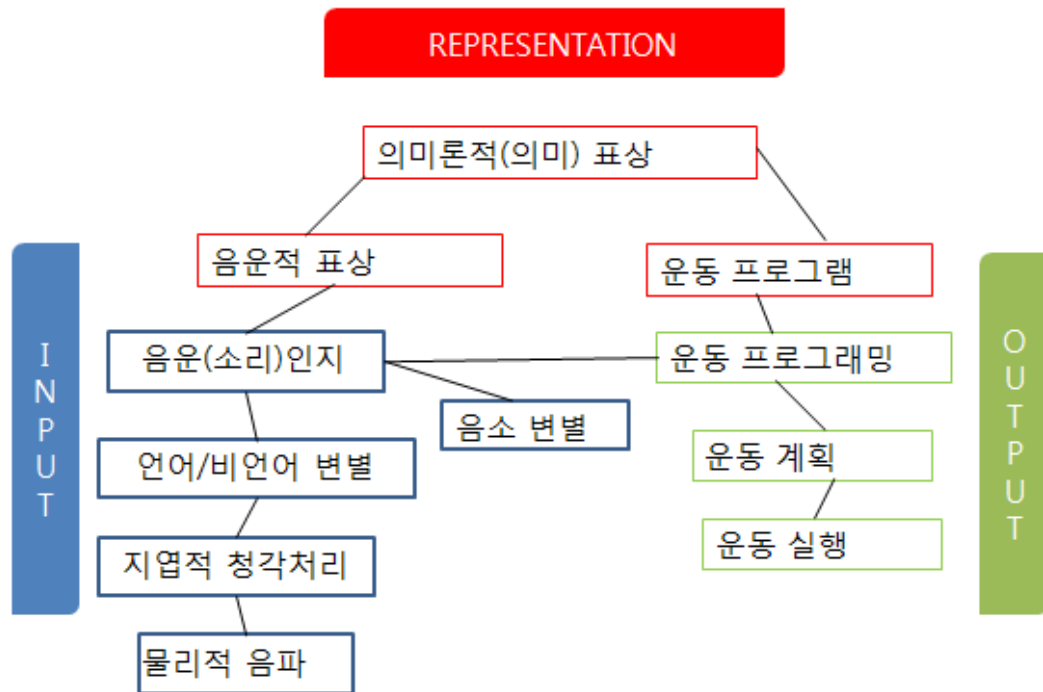 REPRESENTATION
의미론적(의미) 표상
음운적 표상
운동 프로그램
INPUT
음운(소리)인지
운동 프로그래밍
OUTPUT
음소 변별
언어/비언어 변별
운동 계획
지엽적 청각처리
운동 실행
물리적 음파